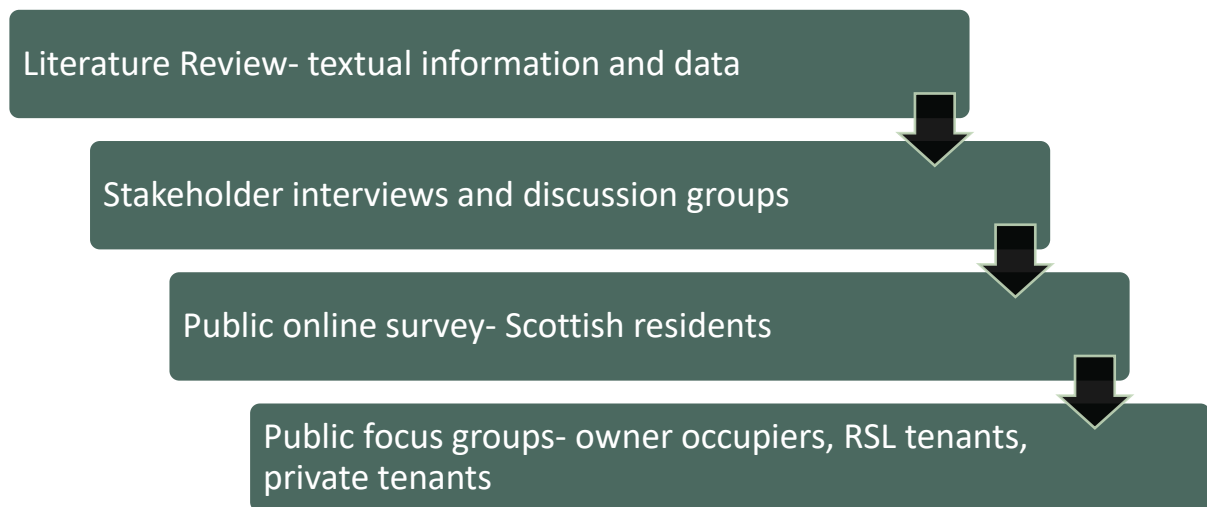 Literature Review- textual information and data
Stakeholder interviews and discussion groups
Public online survey- Scottish residents
Public focus groups- owner occupiers, RSL tenants,
private tenants